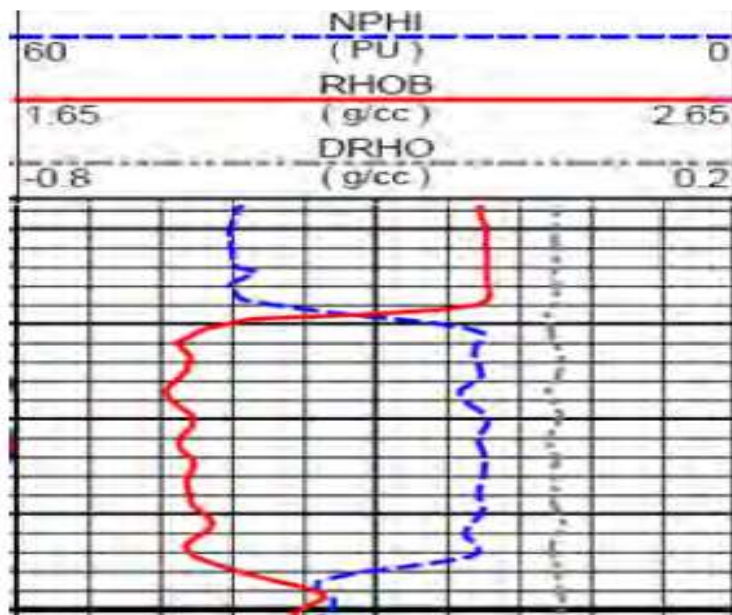 NPHI
60 ( PU ) 0
RHOB
1.65 ( g/cc ) 2.65
DRHO
-0.8 ( g/cc ) 0.2